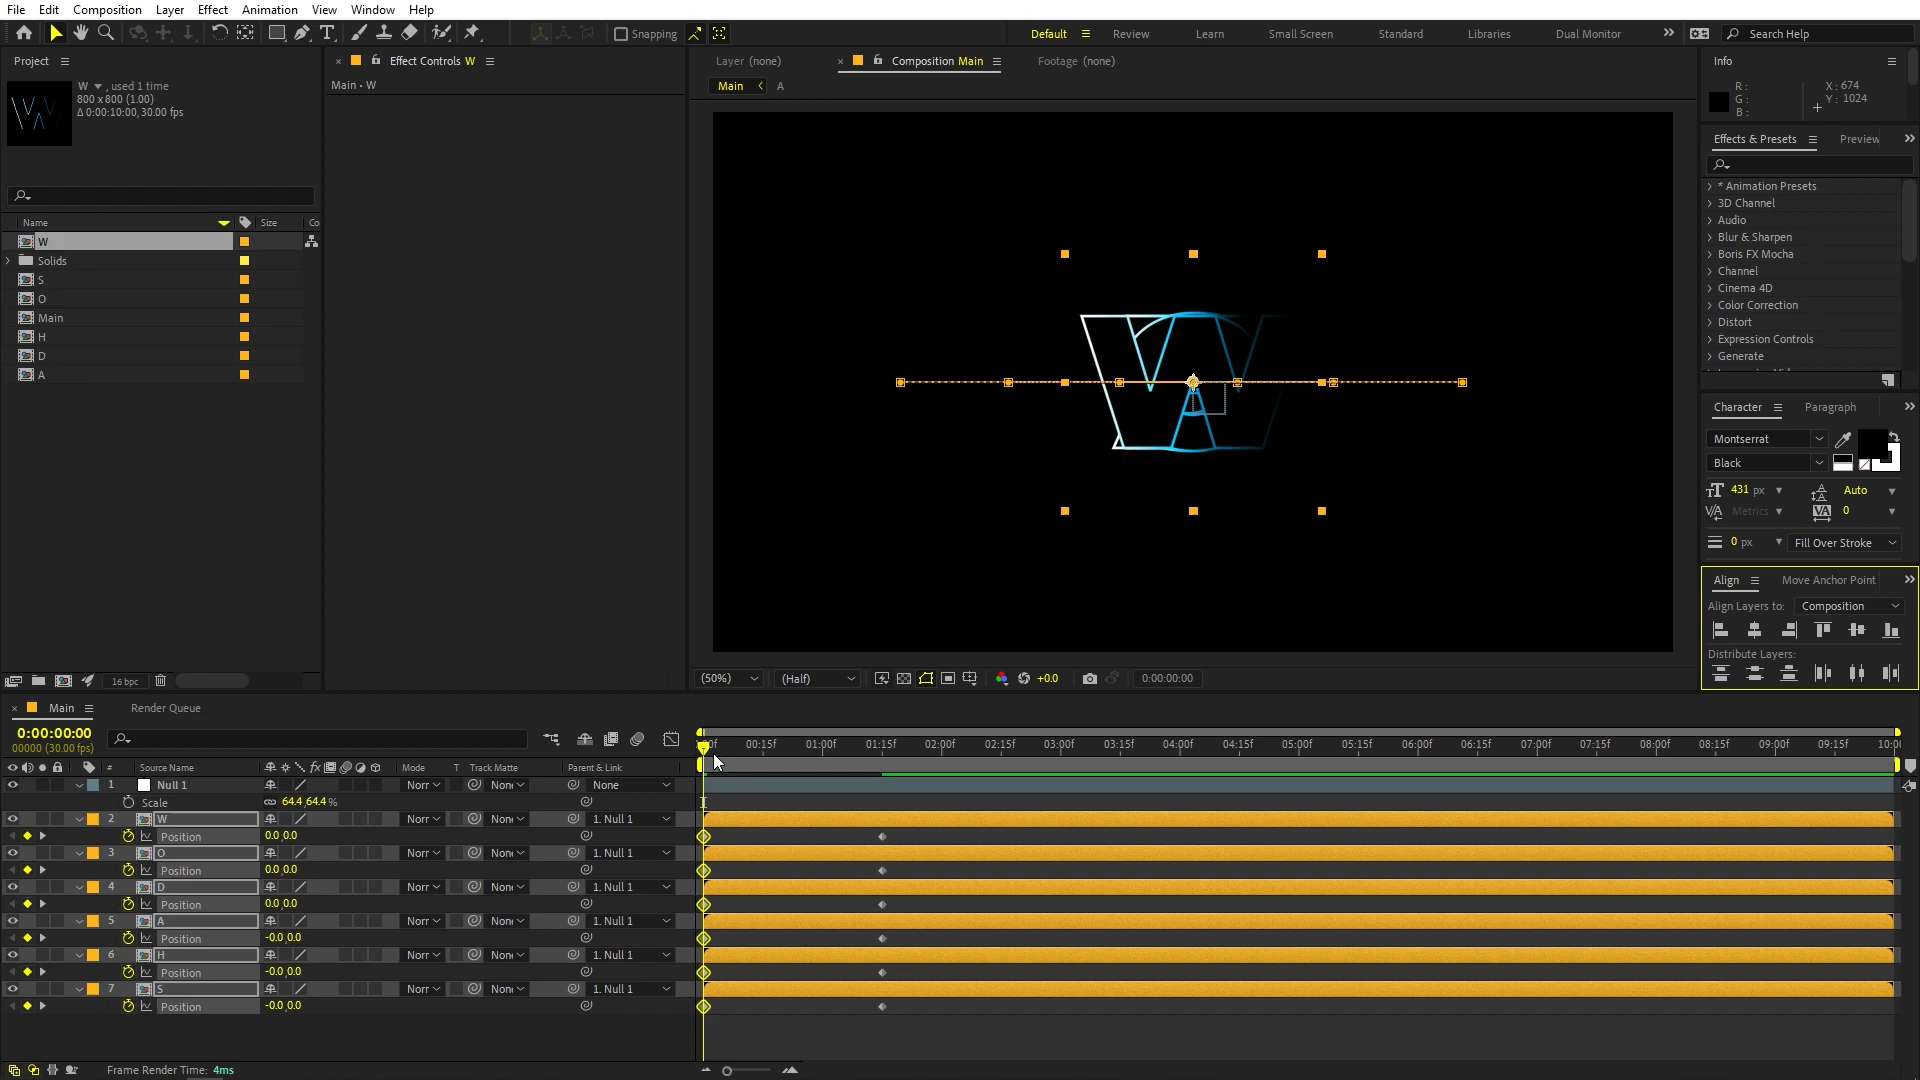 File Edit Composition Layer Effect Animation View Window Help
Snapping
Default Review Learn Small Screen Standard Libraries Dual Monitor Search Help
Project
W , used 1 time
800 x 800 (1.00)
Δ 0:00:10:00, 30.00 fps
Name Size Co
W
Solids
S
O
Main
H
D
A
16 bpc
Effect Controls W
Main • W
Layer (none) Composition Main Footage (none)
Main A
(50%) (Half) +0.0 0:00:00:00
Info
R : X : 674
G : Y : 1024
B :
Effects & Presets Preview
* Animation Presets
3D Channel
Audio
Blur & Sharpen
Boris FX Mocha
Channel
Cinema 4D
Color Correction
Distort
Expression Controls
Generate
Character Paragraph
Montserrat
Black
431 px Auto
Metrics 0
0 px Fill Over Stroke
Align Move Anchor Point
Align Layers to: Composition
Distribute Layers:
Main Render Queue
0:00:00:00
00000 (30.00 fps)
00:15f 01:00f 01:15f 02:00f 02:15f 03:00f 03:15f 04:00f 04:15f 05:00f 05:15f 06:00f 06:15f 07:00f 07:15f 08:00f 08:15f 09:00f 09:15f 10:00
# Source Name Mode T Track Matte Parent & Link
1 Null 1 Norr None
Scale 64.4, 64.4 %
2 W Norr Non 1. Null 1
Position 0.0, 0.0
3 O Norr Non 1. Null 1
Position 0.0, 0.0
4 D Norr Non 1. Null 1
Position 0.0, 0.0
5 A Norr Non 1. Null 1
Position -0.0, 0.0
6 H Norr Non 1. Null 1
Position -0.0, 0.0
7 S Norr Non 1. Null 1
Position -0.0, 0.0
Frame Render Time: 4ms